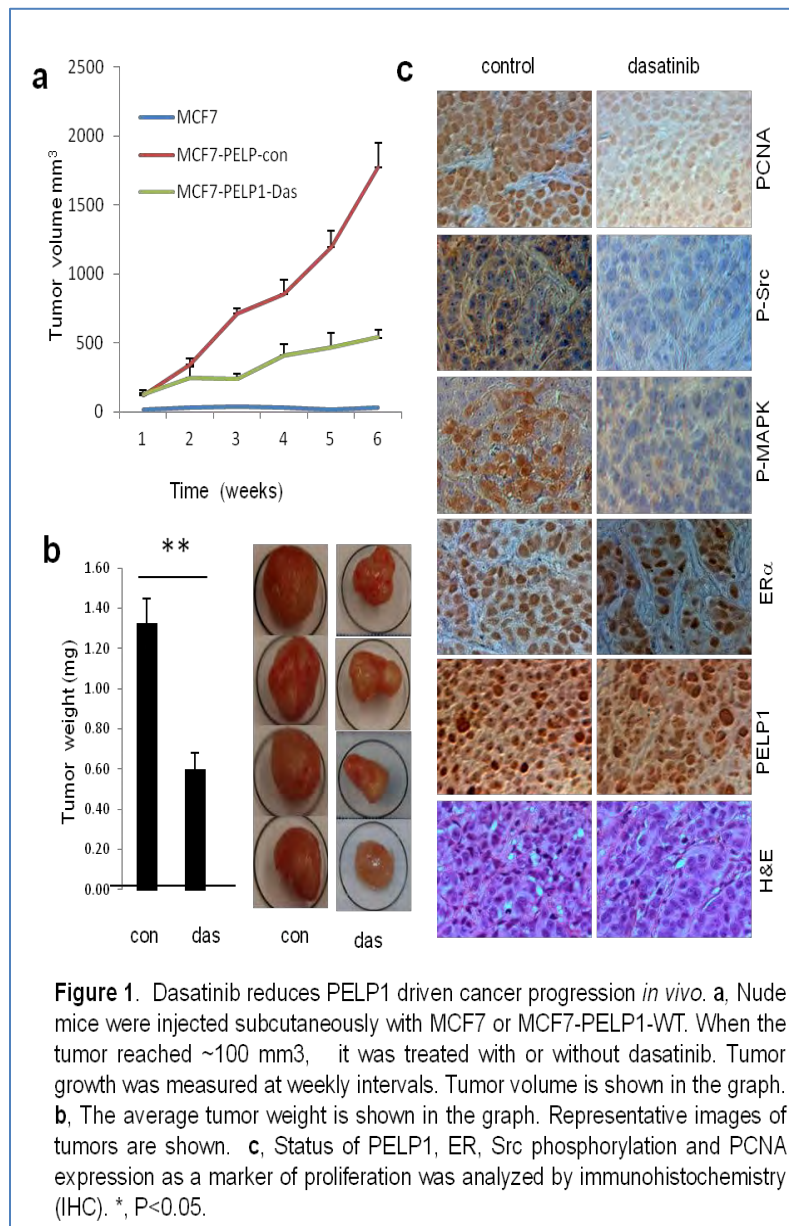 a
2500
2000
1500
1000
500
0
Tumor volume mm³
MCF7
MCF7-PELP-con
MCF7-PELP1-Das
1 2 3 4 5 6
Time (weeks)
b
**
1.60
1.40
1.20
1.00
0.80
0.60
0.40
0.20
0.00
Tumor weight (mg)
con das
con das
c
control dasatinib
PCNA
P-Src
P-MAPK
ERα
PELP1
H&E
Figure 1. Dasatinib reduces PELP1 driven cancer progression in vivo. a, Nude
mice were injected subcutaneously with MCF7 or MCF7-PELP1-WT. When the
tumor reached ~100 mm3, it was treated with or without dasatinib. Tumor
growth was measured at weekly intervals. Tumor volume is shown in the graph.
b, The average tumor weight is shown in the graph. Representative images of
tumors are shown. c, Status of PELP1, ER, Src phosphorylation and PCNA
expression as a marker of proliferation was analyzed by immunohistochemistry
(IHC). *, P<0.05.